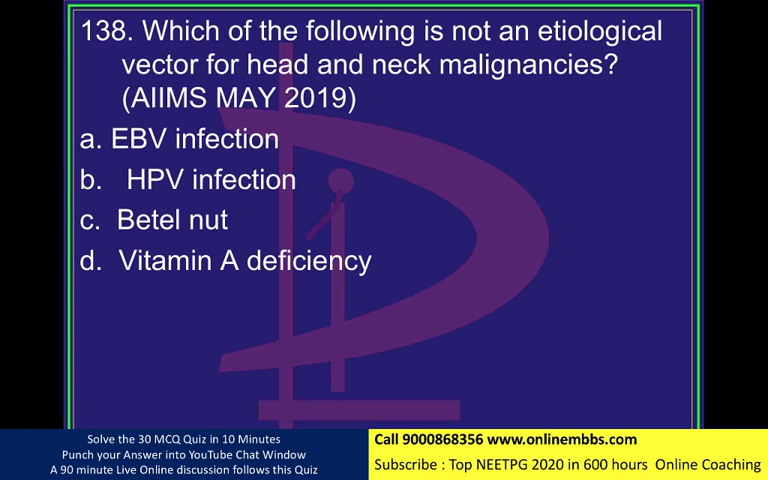 138. Which of the following is not an etiological
vector for head and neck malignancies?
(AIIMS MAY 2019)
a. EBV infection
b. HPV infection
c. Betel nut
d. Vitamin A deficiency
Solve the 30 MCQ Quiz in 10 Minutes
Punch your Answer into YouTube Chat Window
A 90 minute Live Online discussion follows this Quiz
Call 9000868356 www.onlinembbs.com
Subscribe : Top NEETPG 2020 in 600 hours Online Coaching